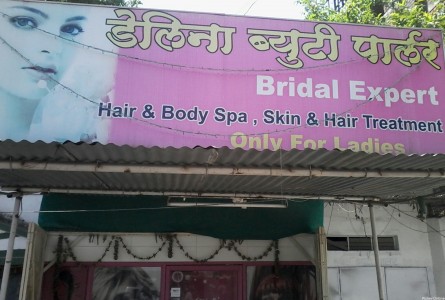 डेलिना ब्युटी पार्लर
Bridal Expert
Hair & Body Spa , Skin & Hair Treatment
Only For Ladies